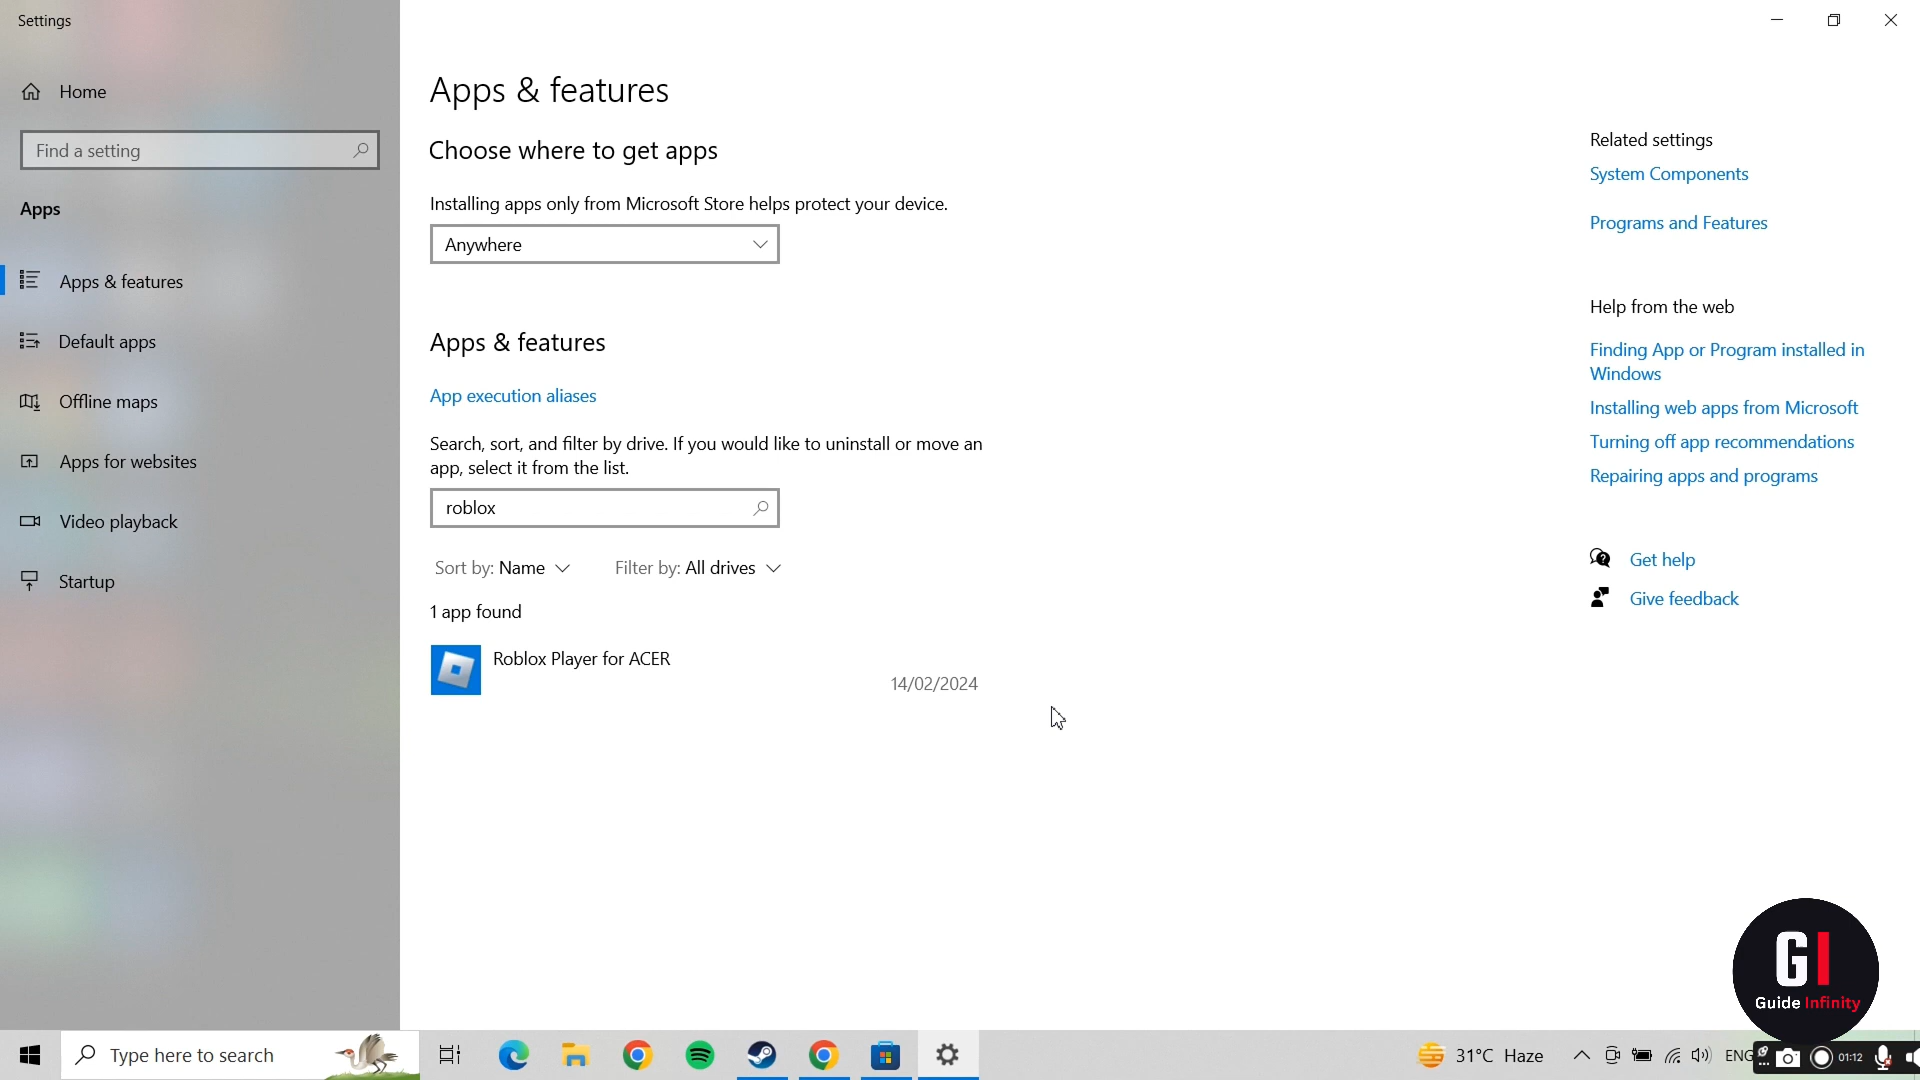 Settings
Home
Find a setting
Apps
Apps & features
Default apps
Offline maps
Apps for websites
Video playback
Startup
Apps & features
Choose where to get apps
Installing apps only from Microsoft Store helps protect your device.
Anywhere
Apps & features
App execution aliases
Search, sort, and filter by drive. If you would like to uninstall or move an
app, select it from the list.
roblox
Sort by: Name
Filter by: All drives
1 app found
Roblox Player for ACER
14/02/2024
Related settings
System Components
Programs and Features
Help from the web
Finding App or Program installed in
Windows
Installing web apps from Microsoft
Turning off app recommendations
Repairing apps and programs
Get help
Give feedback
GI
Guide Infinity
Type here to search
31°C Haze
ENG
01:12